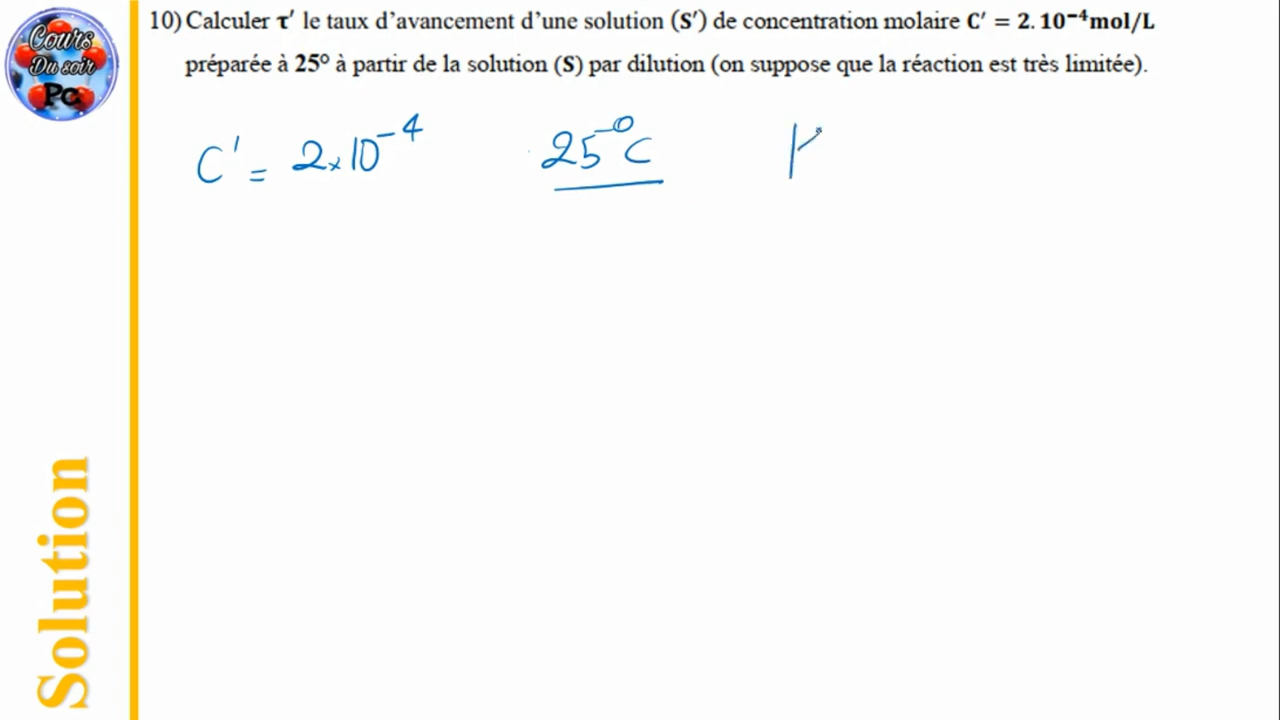 Cours
Du soir
PC
10) Calculer τ′ le taux d’avancement d’une solution (S′) de concentration molaire C′ = 2. 10⁻⁴mol/L
préparée à 25° à partir de la solution (S) par dilution (on suppose que la réaction est très limitée).
C' = 2×10⁻⁴ 25°C
Solution